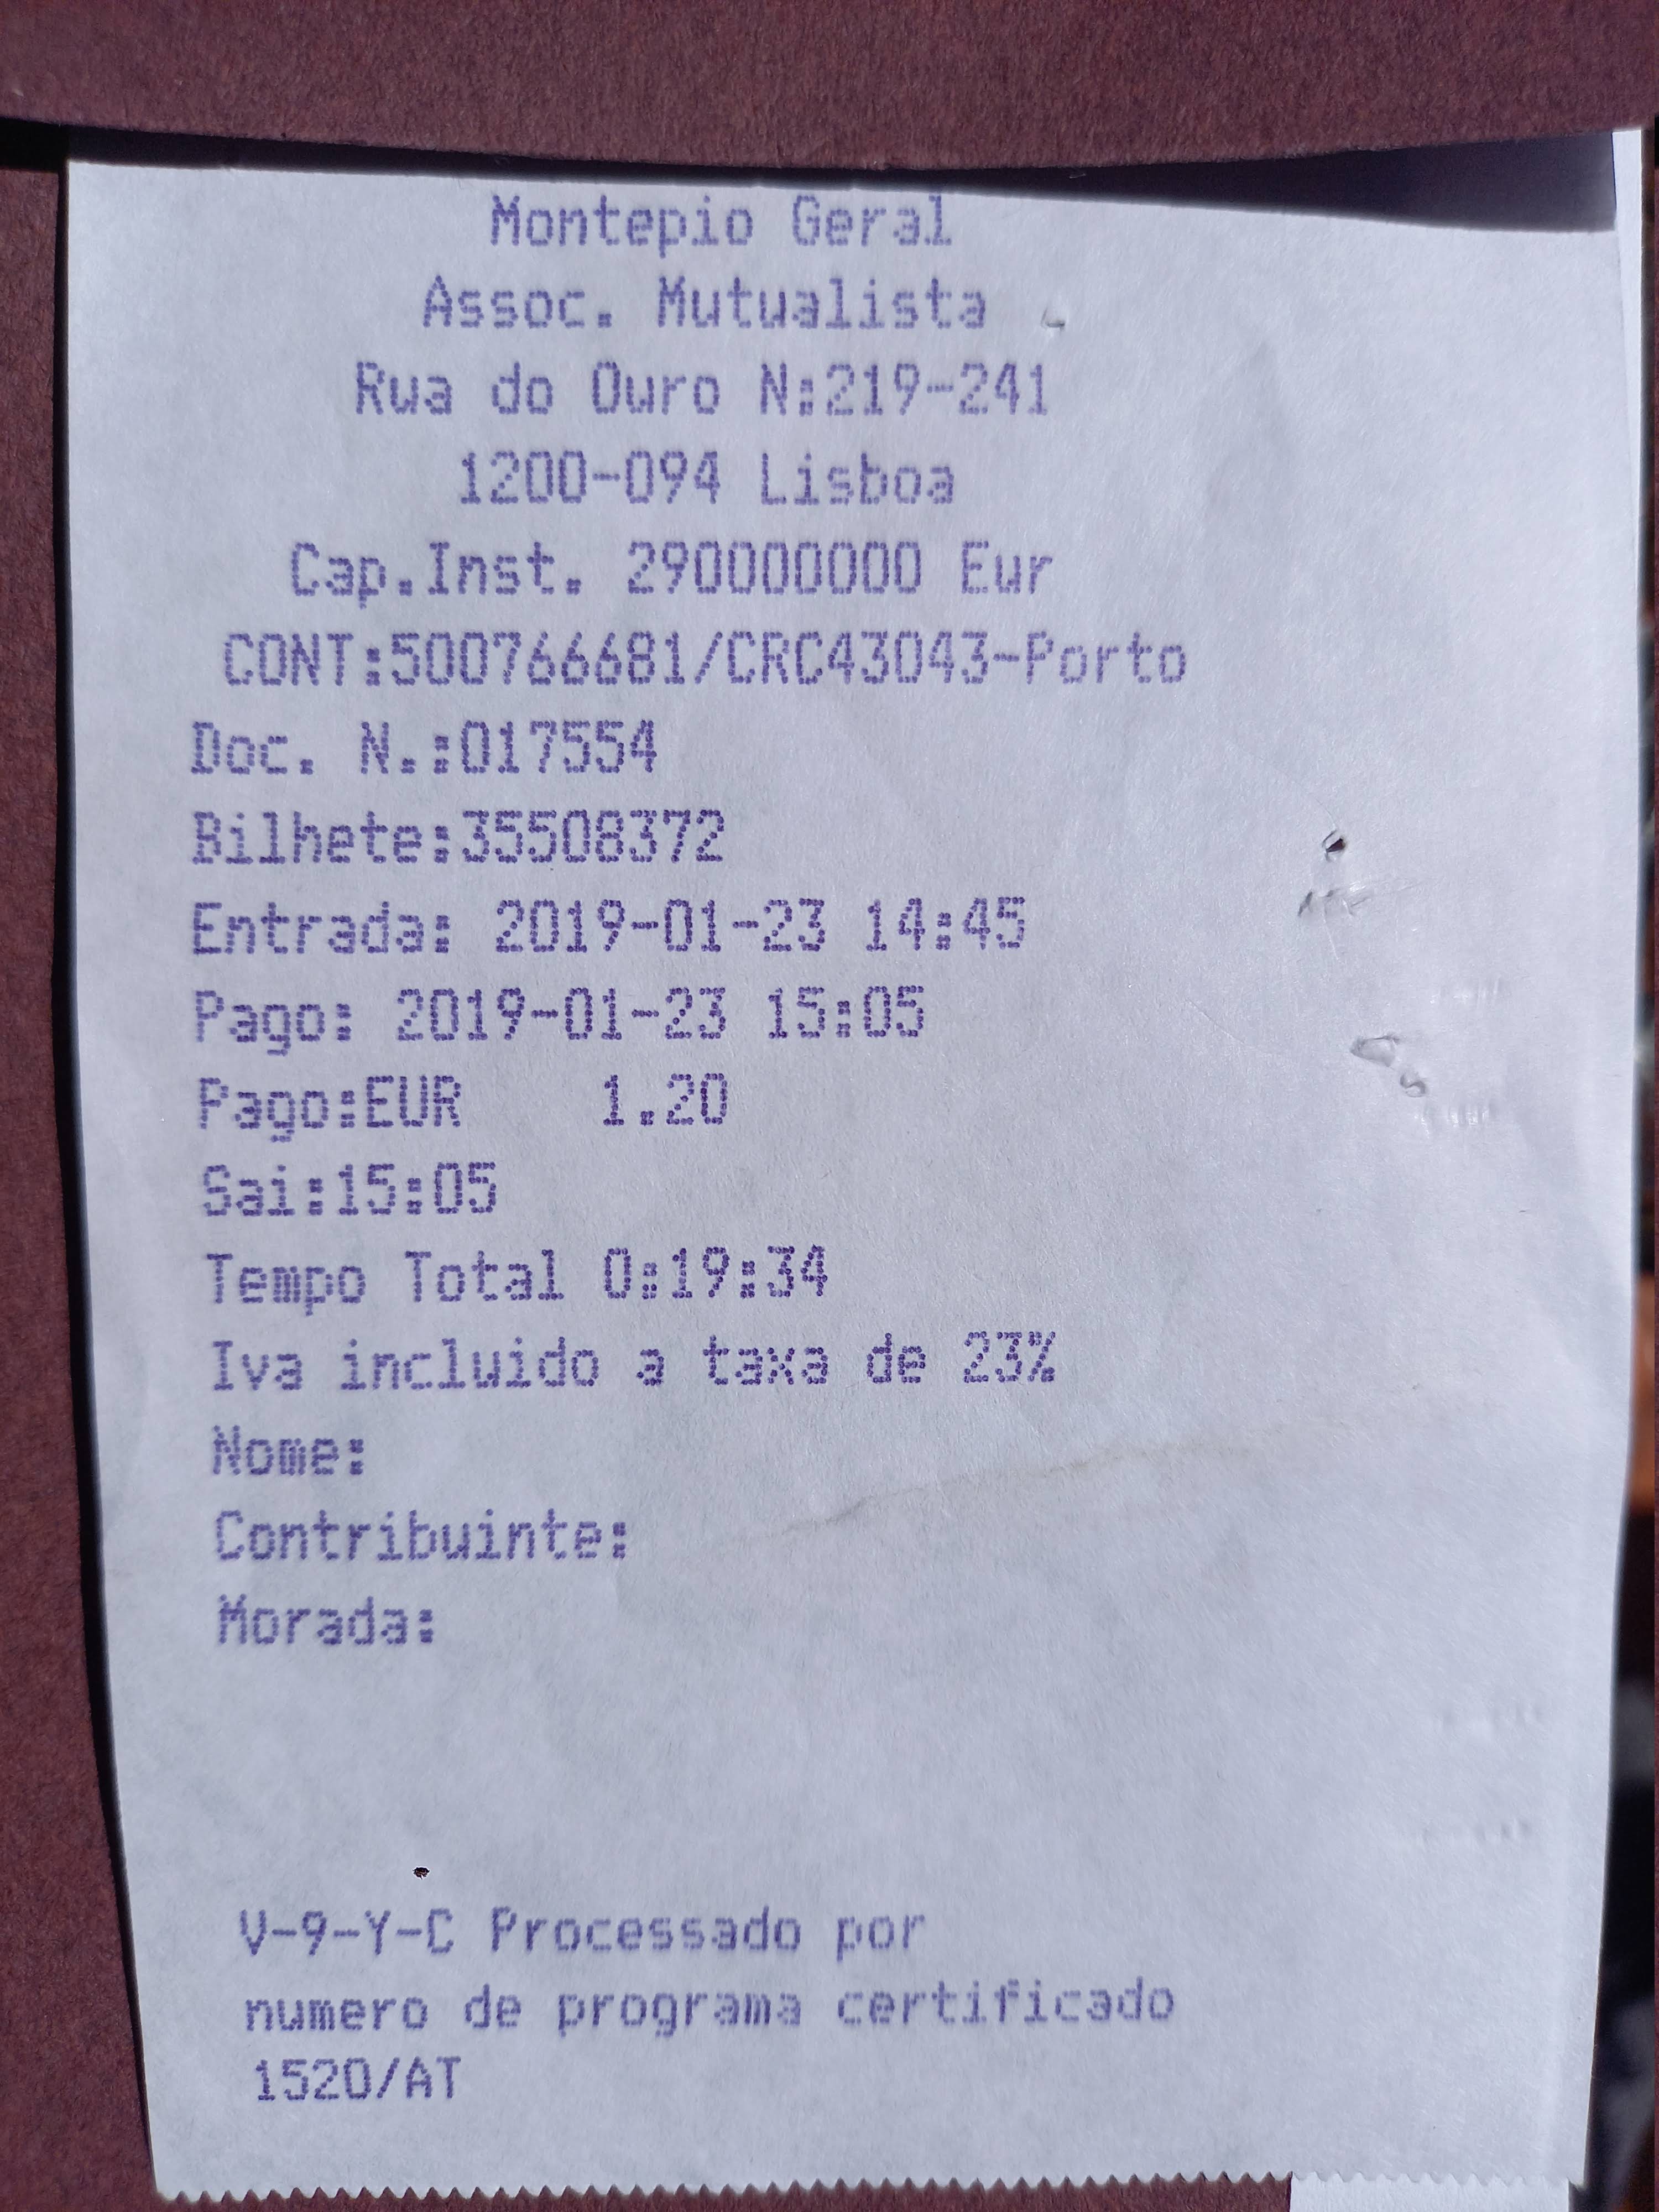 Montepio Geral
Assoc. Mutualista
Rua do Ouro N:219-241
1200-094 Lisboa
Cap.Inst. 290000000 Eur
CONT:500766681/CRC43043-Porto
Doc. N.:017554
Bilhete:35508372
Entrada: 2019-01-23 14:45
Pago: 2019-01-23 15:05
Pago:EUR 1.20
Sai:15:05
Tempo Total 0:19:34
Iva incluido a taxa de 23%
Nome:
Contribuinte:
Morada:
V-9-Y-C Processado por
numero de programa certificado
1520/AT